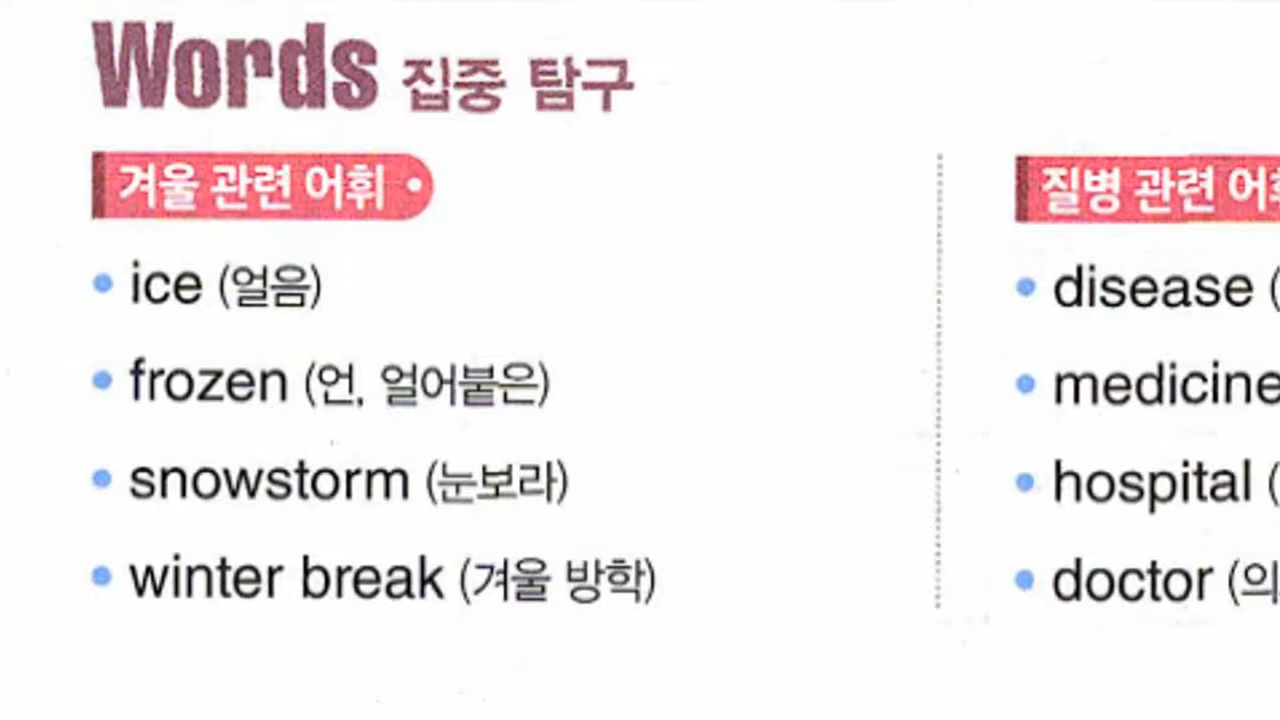 Words 집중 탐구
겨울 관련 어휘
ice (얼음)
frozen (언, 얼어붙은)
snowstorm (눈보라)
winter break (겨울 방학)
질병 관련
disease (
medicine
hospital (
doctor (의